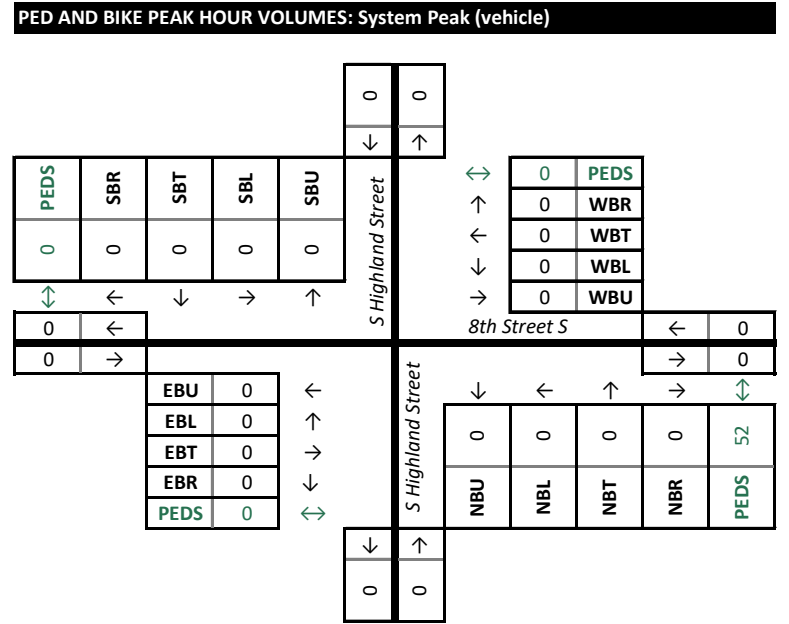 PED AND BIKE PEAK HOUR VOLUMES: System Peak (vehicle)
0 0
↓ ↑
PEDS SBR SBT SBL SBU
0 0 0 0 0
↕ ← ↓ → ↑
S Highland Street
↔ 0 PEDS
↑ 0 WBR
← 0 WBT
↓ 0 WBL
→ 0 WBU
0 ←
0 →
8th Street S
← 0
→ 0
EBU 0 ←
EBL 0 ↑
EBT 0 →
EBR 0 ↓
PEDS 0 ↔
S Highland Street
↓ ← ↑ → ↕
0 0 0 0 52
NBU NBL NBT NBR PEDS
↓ ↑
0 0